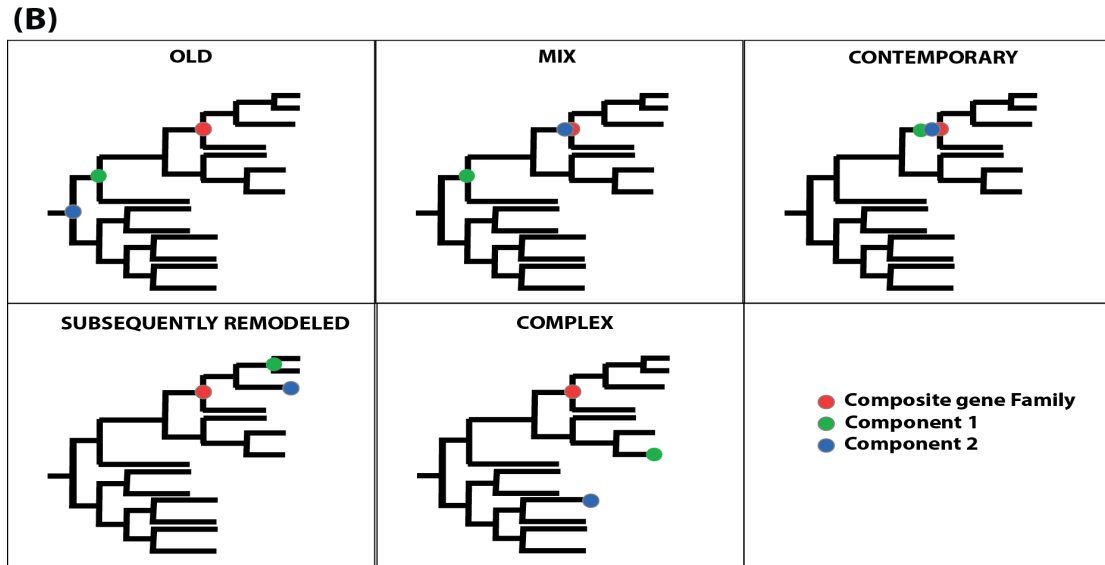 (B)
OLD
MIX
CONTEMPORARY
SUBSEQUENTLY REMODELED
COMPLEX
Composite gene Family
Component 1
Component 2